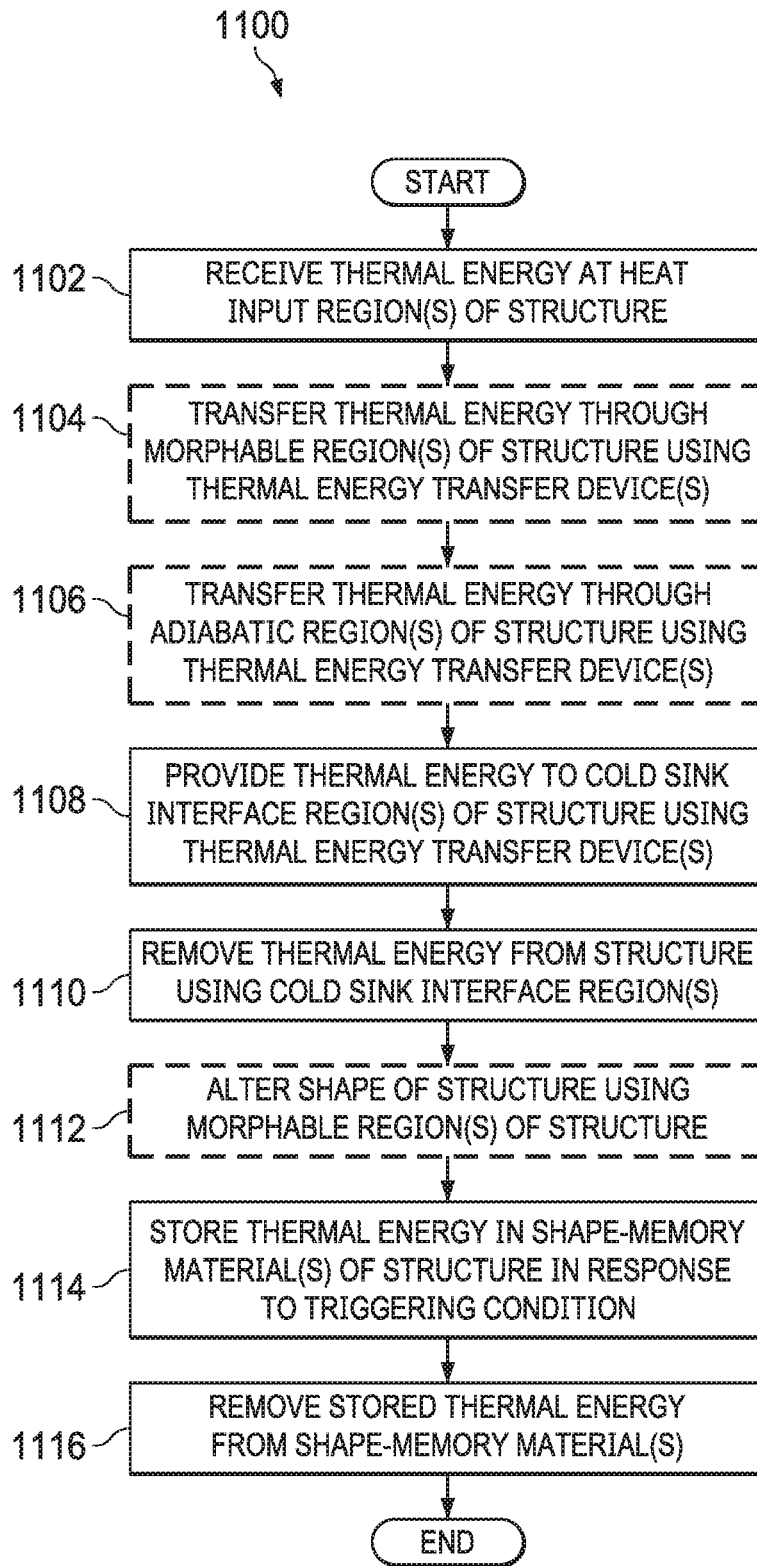 1100
START
1102
RECEIVE THERMAL ENERGY AT HEAT
INPUT REGION(S) OF STRUCTURE
1104
TRANSFER THERMAL ENERGY THROUGH
MORPHABLE REGION(S) OF STRUCTURE USING
THERMAL ENERGY TRANSFER DEVICE(S)
1106
TRANSFER THERMAL ENERGY THROUGH
ADIABATIC REGION(S) OF STRUCTURE USING
THERMAL ENERGY TRANSFER DEVICE(S)
1108
PROVIDE THERMAL ENERGY TO COLD SINK
INTERFACE REGION(S) OF STRUCTURE USING
THERMAL ENERGY TRANSFER DEVICE(S)
1110
REMOVE THERMAL ENERGY FROM STRUCTURE
USING COLD SINK INTERFACE REGION(S)
1112
ALTER SHAPE OF STRUCTURE USING
MORPHABLE REGION(S) OF STRUCTURE
1114
STORE THERMAL ENERGY IN SHAPE-MEMORY
MATERIAL(S) OF STRUCTURE IN RESPONSE
TO TRIGGERING CONDITION
1116
REMOVE STORED THERMAL ENERGY
FROM SHAPE-MEMORY MATERIAL(S)
END